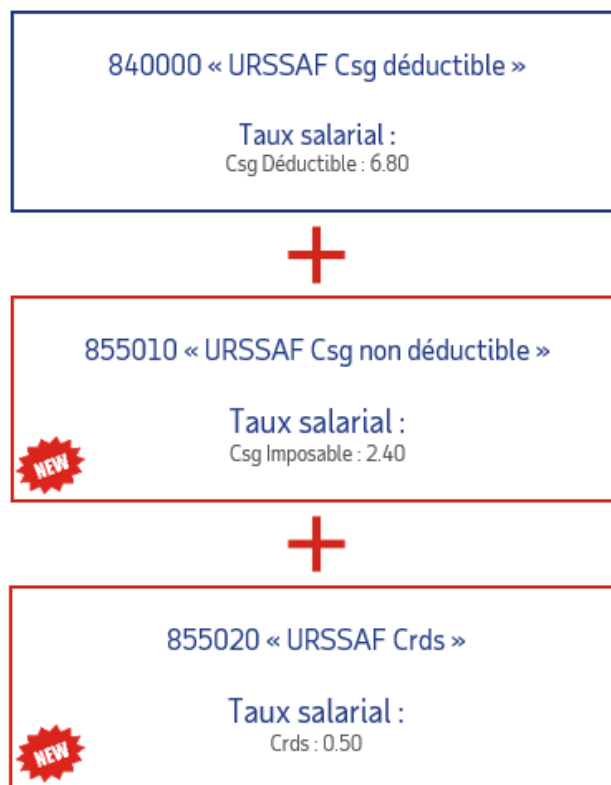 840000 « URSSAF Csg déductible »
Taux salarial :
Csg Déductible : 6.80
+
855010 « URSSAF Csg non déductible »
Taux salarial :
Csg Imposable : 2.40
NEW
+
855020 « URSSAF Crds »
Taux salarial :
Crds : 0.50
NEW